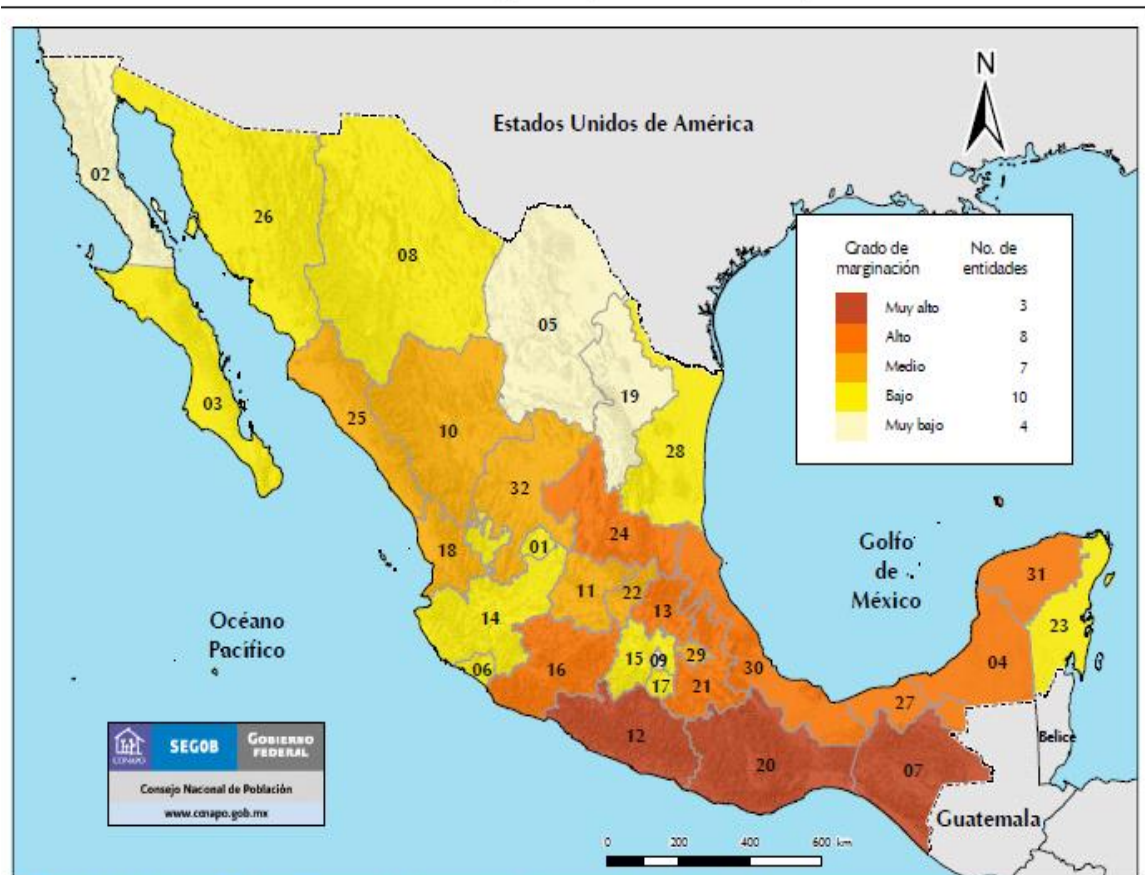 N
Estados Unidos de América
02
26
08
Grado de marginación
No. de entidades
Muy alto 3
Alto 8
Medio 7
Bajo 10
Muy bajo 4
05
19
03
25
10
28
32
24
Golfo
de
México
18
01
31
11
22
13
23
14
Océano
Pacífico
15
09
29
06
16
17
21
30
04
27
12
20
07
Belice
Guatemala
CONAPO
SEGOB
GOBIERNO
FEDERAL
Consejo Nacional de Población
www.conapo.gob.mx
0 200 400 600 km